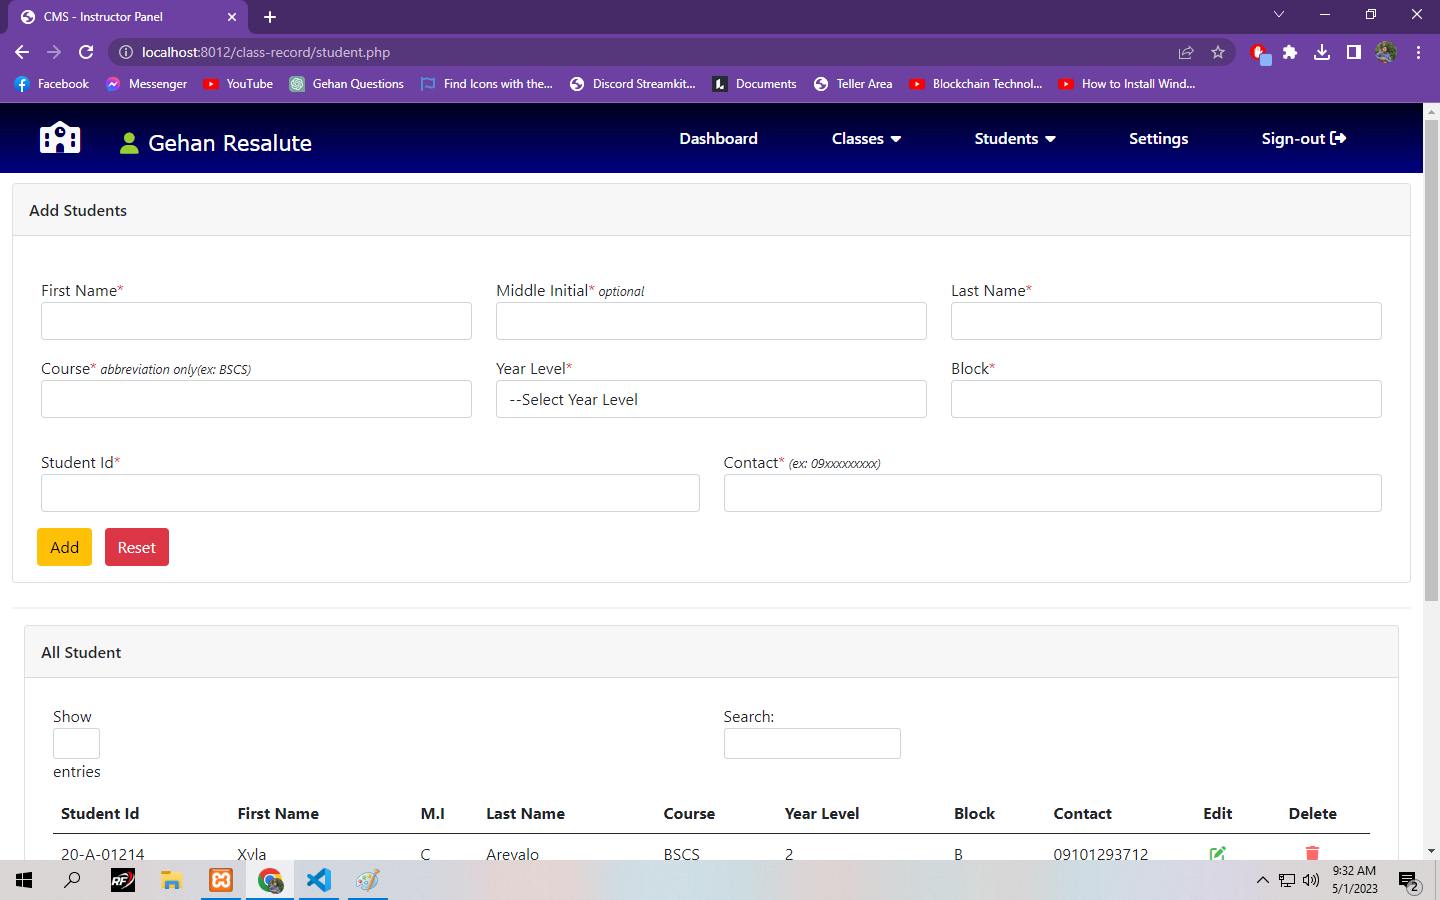 CMS - Instructor Panel
localhost:8012/class-record/student.php
Facebook Messenger YouTube Gehan Questions Find Icons with the... Discord Streamkit... Documents Teller Area Blockchain Technol... How to Install Wind...
Gehan Resalute Dashboard Classes Students Settings Sign-out
Add Students
First Name* Middle Initial* optional Last Name*
Course* abbreviation only(ex: BSCS) Year Level* Block*
--Select Year Level
Student Id* Contact* (ex: 09xxxxxxxxx)
Add Reset
All Student
Show Search:
entries
Student Id First Name M.I Last Name Course Year Level Block Contact Edit Delete
20-A-01214 Xyla C Arevalo BSCS 2 B 09101293712
RF 9:32 AM
5/1/2023 2